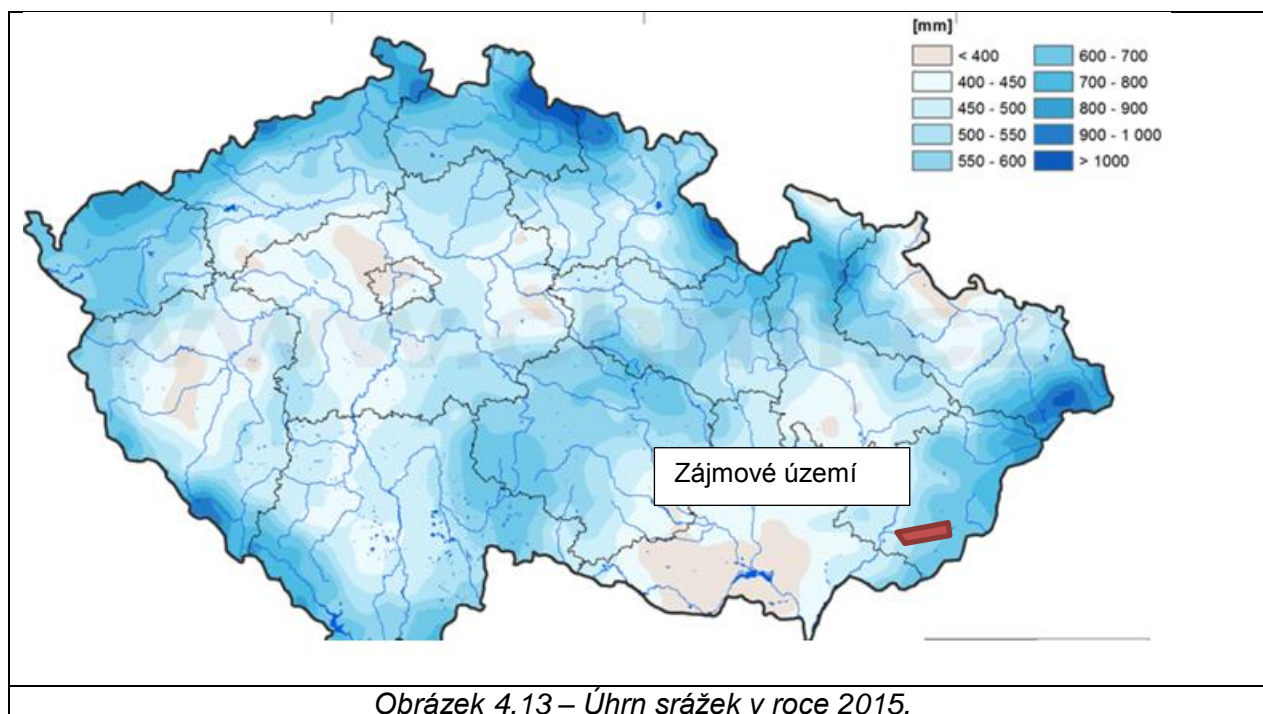 [mm]
< 400
400 - 450
450 - 500
500 - 550
550 - 600
600 - 700
700 - 800
800 - 900
900 - 1 000
> 1000
Zájmové území
Obrázek 4.13 – Úhrn srážek v roce 2015.